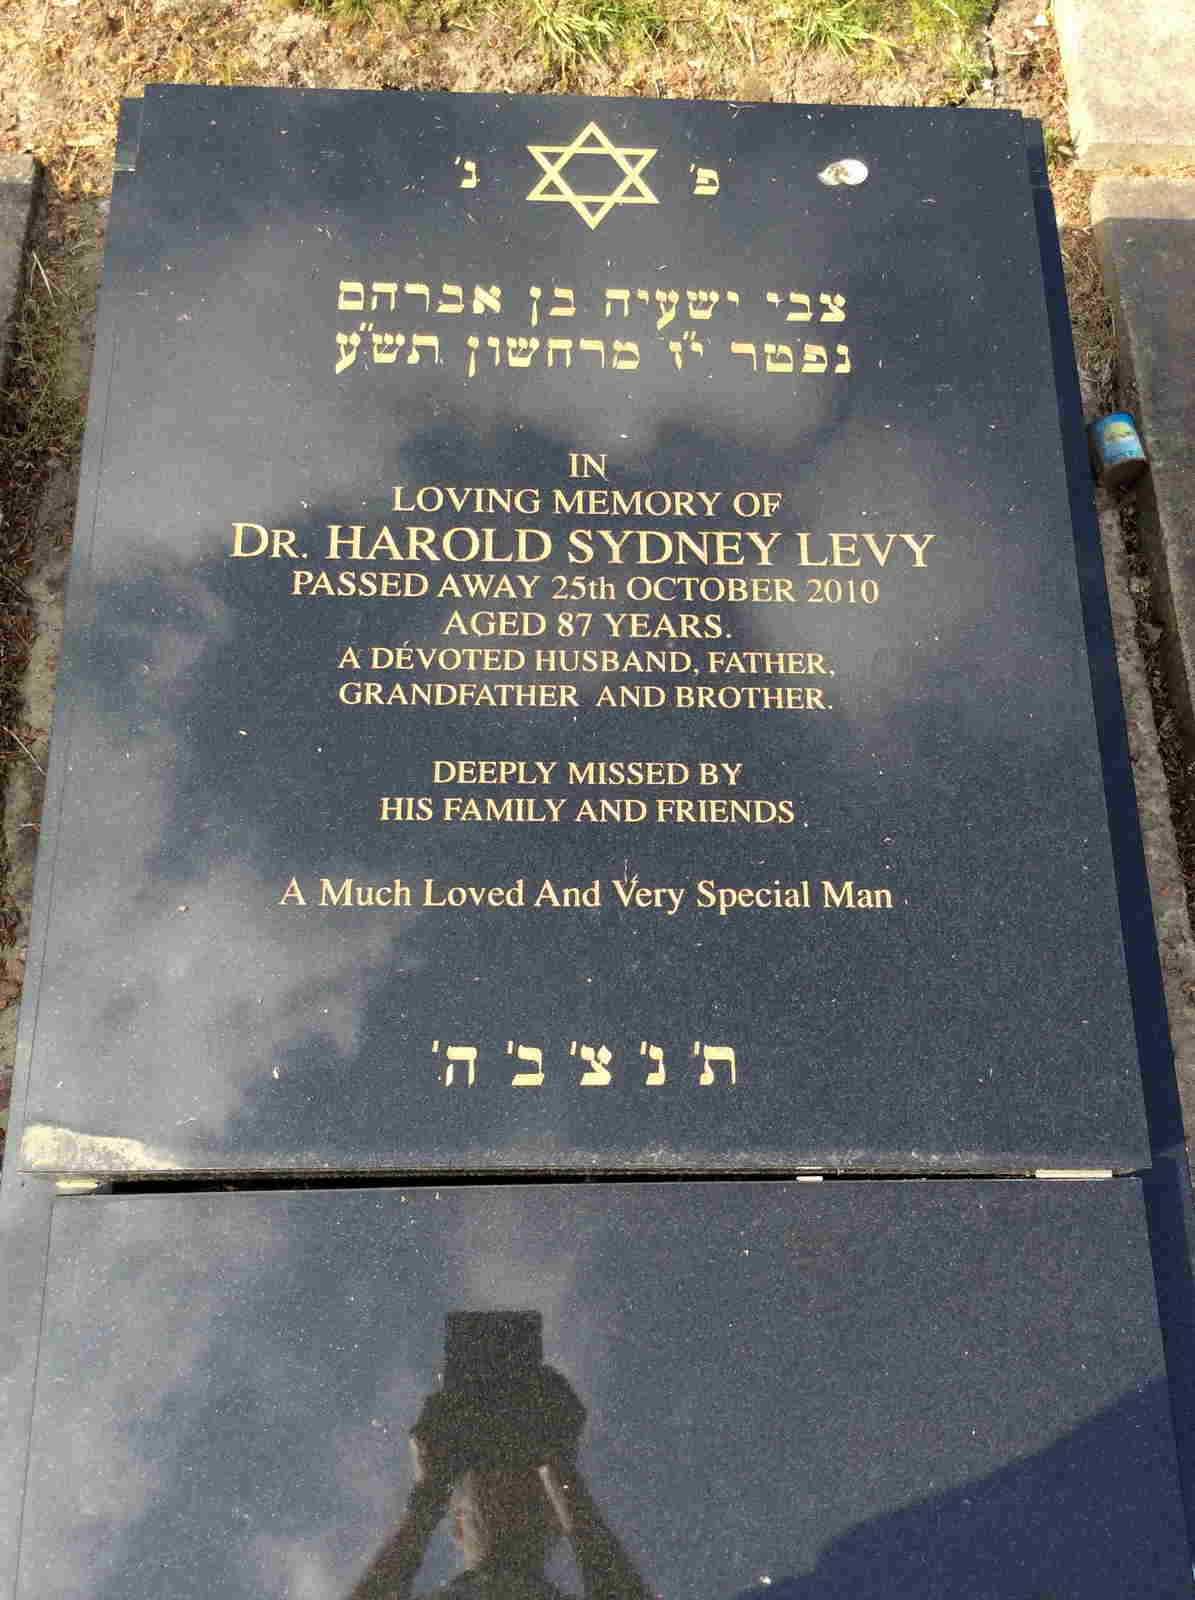 פ' נ'
צבי ישעיה בן אברהם
נפטר י"ז מרחשון תש"ע
IN
LOVING MEMORY OF
DR. HAROLD SYDNEY LEVY
PASSED AWAY 25th OCTOBER 2010
AGED 87 YEARS.
A DEVOTED HUSBAND, FATHER,
GRANDFATHER AND BROTHER.
DEEPLY MISSED BY
HIS FAMILY AND FRIENDS
A Much Loved And Very Special Man
ת' נ' צ' ב' ה'